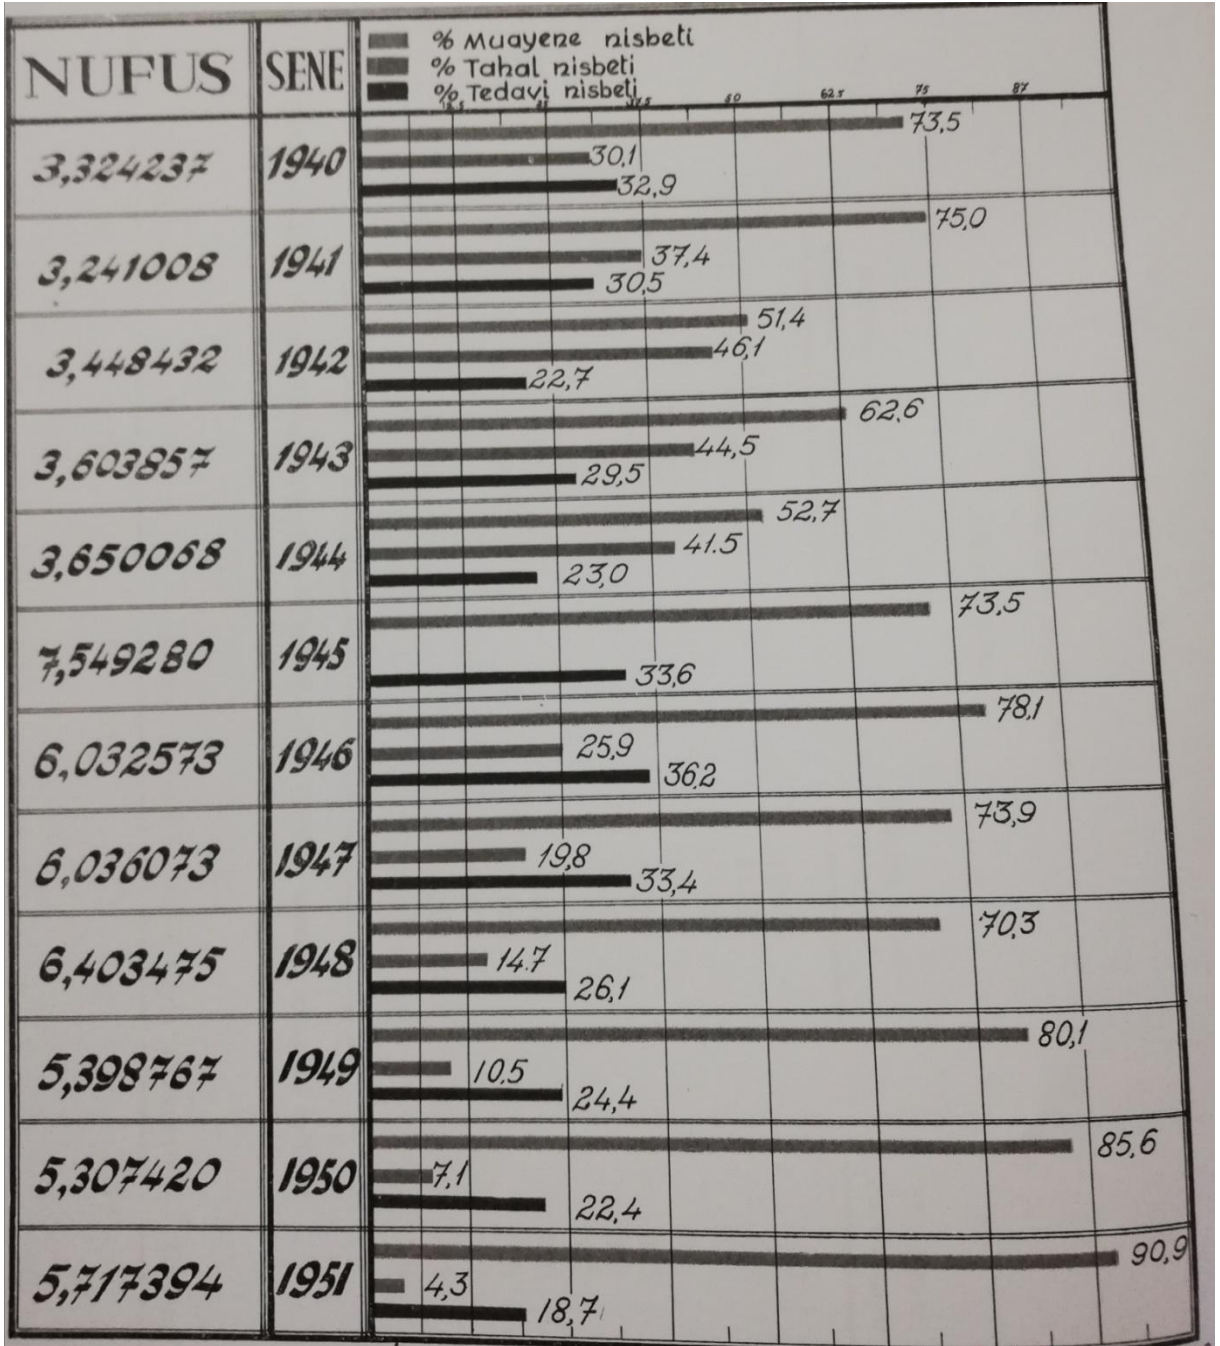 NUFUS SENE
% Muayene nisbeti
% Tahal nisbeti
% Tedavi nisbeti
12.5 25 37.5 50 62.5 75 87
73,5
3,324237 1940 30,1
32,9
75,0
3,241008 1941 37,4
30,5
51,4
3,448432 1942 46,1
22,7
62,6
3,603857 1943 44,5
29,5
52,7
3,650068 1944 41.5
23,0
73,5
7,549280 1945 33,6
78,1
6,032573 1946 25,9
36,2
73,9
6,036073 1947 19,8
33,4
70,3
6,403475 1948 14.7
26,1
80,1
5,398767 1949 10.5
24,4
85,6
5,307420 1950 7,1
22,4
90,9
5,717394 1951 4,3
18,7